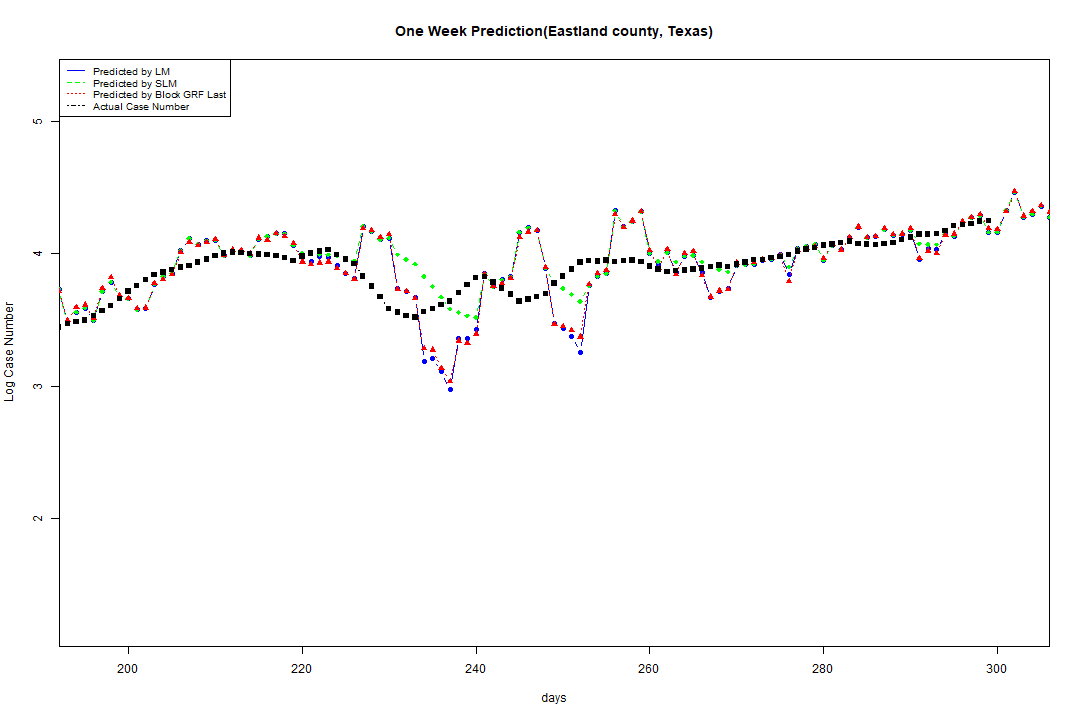 One Week Prediction(Eastland county, Texas)
Predicted by LM
Predicted by SLM
Predicted by Block GRF Last
Actual Case Number
5
4
3
2
Log Case Number
200 220 240 260 280 300
days